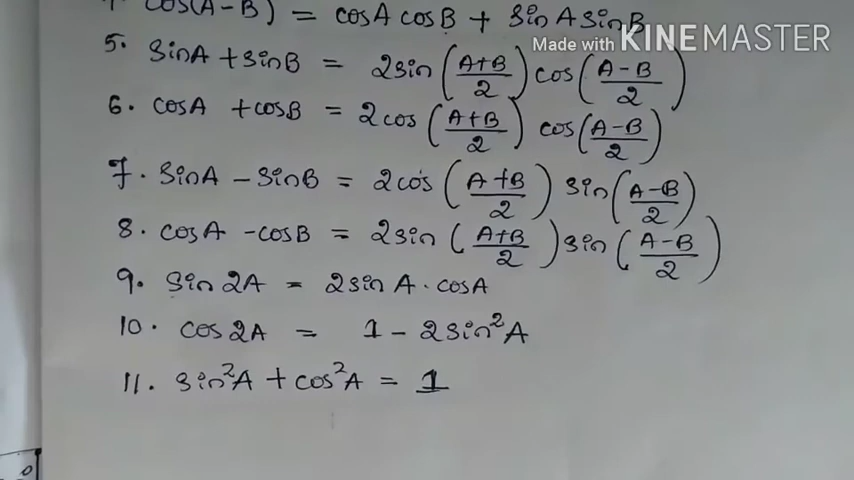 4. cos(A-B) = cosA cosB + sinA sinB
Made with KINEMASTER
5. sinA + sinB = 2sin(A+B/2) cos(A-B/2)
6. cosA + cosB = 2cos(A+B/2) cos(A-B/2)
7. sinA - sinB = 2cos(A+B/2) sin(A-B/2)
8. cosA - cosB = 2sin(A+B/2) sin(A-B/2)
9. sin2A = 2sinA·cosA
10. cos2A = 1 - 2sin²A
11. sin²A + cos²A = 1
0